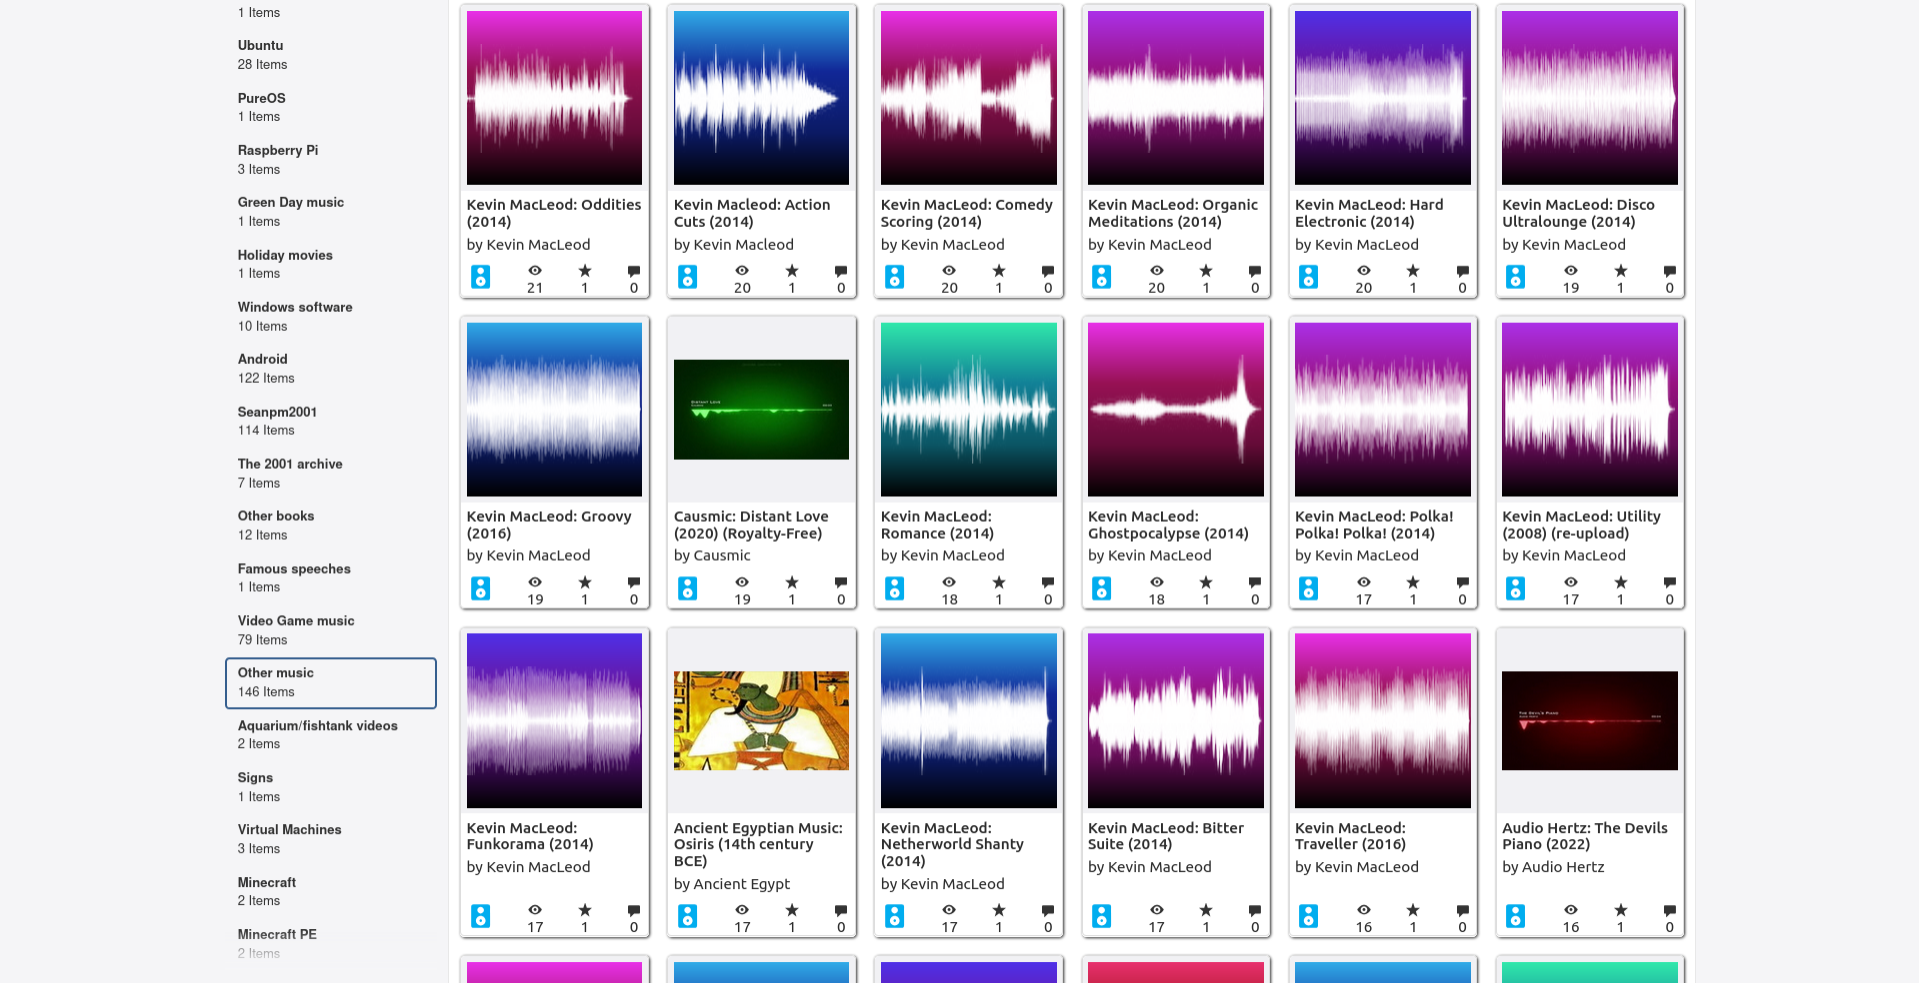 1 Items
Ubuntu
28 Items
PureOS
1 Items
Raspberry Pi
3 Items
Green Day music
1 Items
Holiday movies
1 Items
Windows software
10 Items
Android
122 Items
Seanpm2001
114 Items
The 2001 archive
7 Items
Other books
12 Items
Famous speeches
1 Items
Video Game music
79 Items
Other music
146 Items
Aquarium/fishtank videos
2 Items
Signs
1 Items
Virtual Machines
3 Items
Minecraft
2 Items
Minecraft PE
2 Items
Kevin MacLeod: Oddities
(2014)
by Kevin MacLeod
21 1 0
Kevin Macleod: Action
Cuts (2014)
by Kevin Macleod
20 1 0
Kevin MacLeod: Comedy
Scoring (2014)
by Kevin MacLeod
20 1 0
Kevin MacLeod: Organic
Meditations (2014)
by Kevin MacLeod
20 1 0
Kevin MacLeod: Hard
Electronic (2014)
by Kevin MacLeod
20 1 0
Kevin MacLeod: Disco
Ultralounge (2014)
by Kevin MacLeod
19 1 0
Kevin MacLeod: Groovy
(2016)
by Kevin MacLeod
19 1 0
Distant Love
Causmic: Distant Love
(2020) (Royalty-Free)
by Causmic
19 1 0
Kevin MacLeod:
Romance (2014)
by Kevin MacLeod
18 1 0
Kevin MacLeod:
Ghostpocalypse (2014)
by Kevin MacLeod
18 1 0
Kevin MacLeod: Polka!
Polka! Polka! (2014)
by Kevin MacLeod
17 1 0
Kevin MacLeod: Utility
(2008) (re-upload)
by Kevin MacLeod
17 1 0
Kevin MacLeod:
Funkorama (2014)
by Kevin MacLeod
17 1 0
Ancient Egyptian Music:
Osiris (14th century
BCE)
by Ancient Egypt
17 1 0
Kevin MacLeod:
Netherworld Shanty
(2014)
by Kevin MacLeod
17 1 0
Kevin MacLeod: Bitter
Suite (2014)
by Kevin MacLeod
17 1 0
Kevin MacLeod:
Traveller (2016)
by Kevin MacLeod
16 1 0
The Devil's Piano
Audio Hertz: The Devils
Piano (2022)
by Audio Hertz
16 1 0